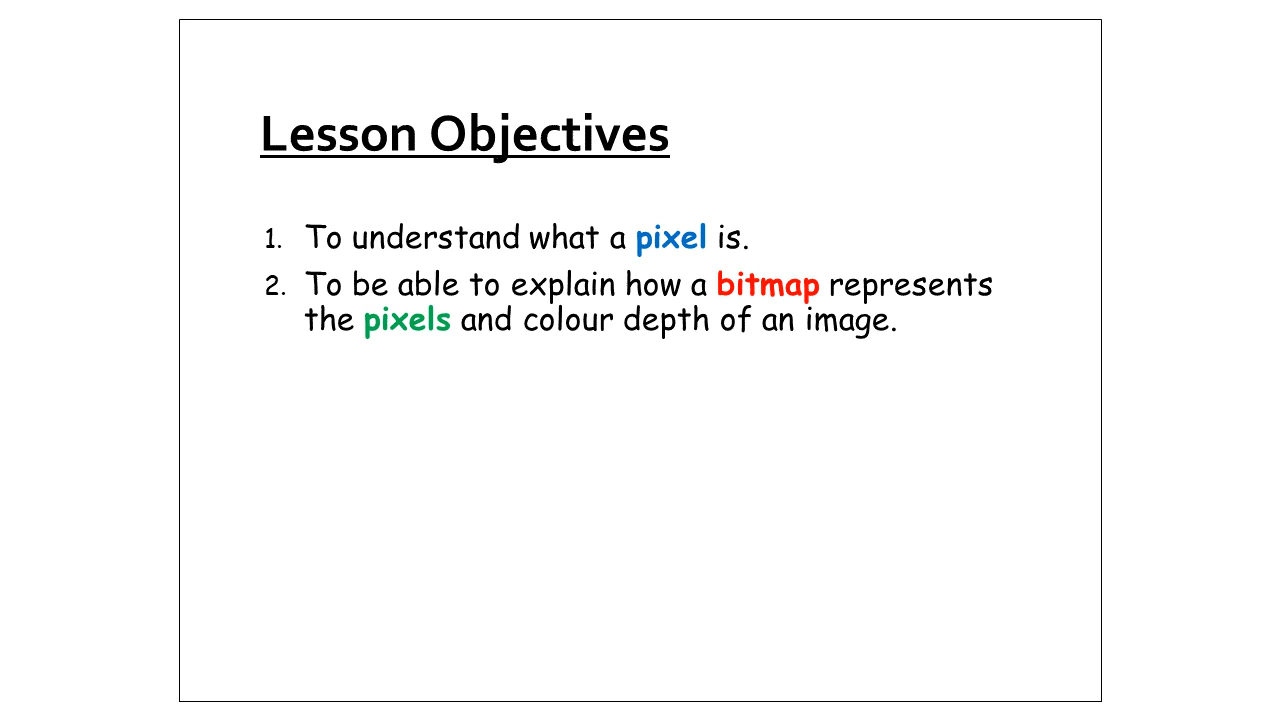 Lesson Objectives
1. To understand what a pixel is.
2. To be able to explain how a bitmap represents
the pixels and colour depth of an image.